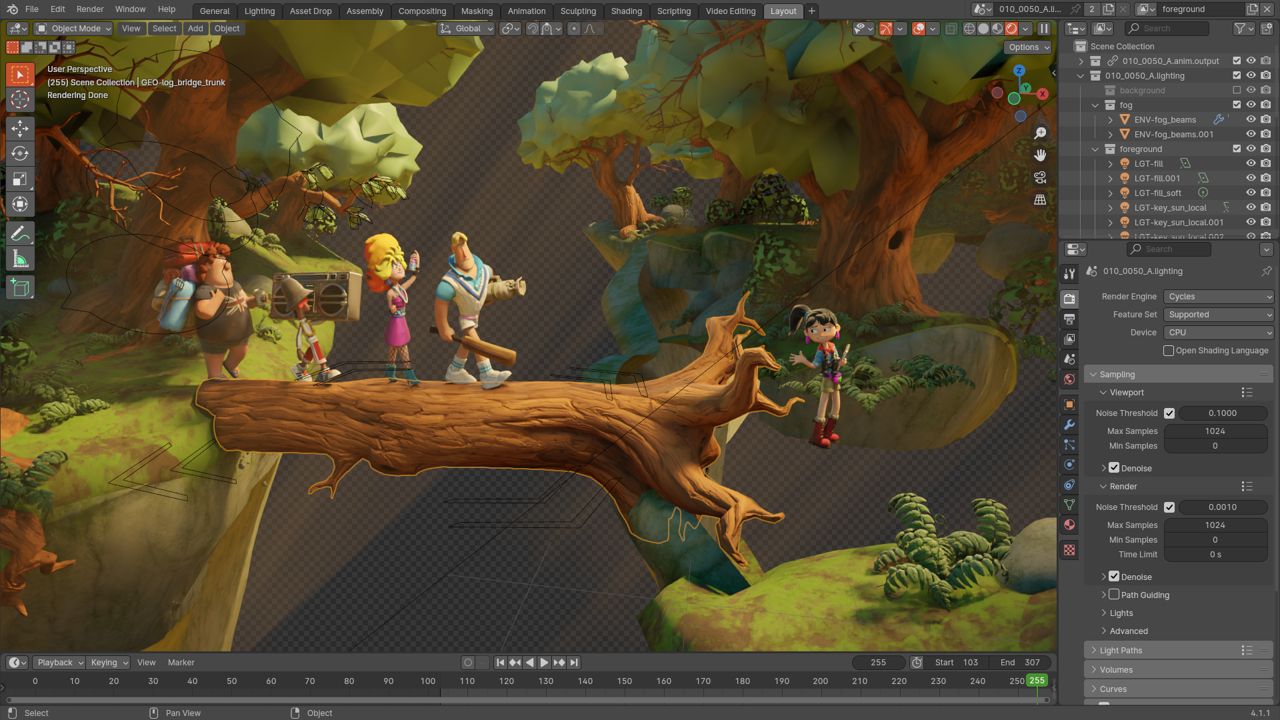 File Edit Render Window Help General Lighting Asset Drop Assembly Compositing Masking Animation Sculpting Shading Scripting Video Editing Layout + 010_0050_A.li... 2 foreground
Object Mode View Select Add Object Global Search
Options
User Perspective
(255) Scene Collection | GEO-log_bridge_trunk
Rendering Done
X
Y
Z
Scene Collection
010_0050_A.anim.output
010_0050_A.lighting
background
fog
ENV-fog_beams
ENV-fog_beams.001
foreground
LGT-fill
LGT-fill.001
LGT-fill_soft
LGT-key_sun_local
LGT-key_sun_local.001
LGT-key_sun_local.002
Search
010_0050_A.lighting
Render Engine Cycles
Feature Set Supported
Device CPU
Open Shading Language
Sampling
Viewport
Noise Threshold 0.1000
Max Samples 1024
Min Samples 0
Denoise
Render
Noise Threshold 0.0010
Max Samples 1024
Min Samples 0
Time Limit 0 s
Denoise
Path Guiding
Lights
Advanced
Light Paths
Volumes
Curves
Playback Keying View Marker 255 Start 103 End 307
0 10 20 30 40 50 60 70 80 90 100 110 120 130 140 150 160 170 180 190 200 210 220 230 240 250 255
Select Pan View Object 4.1.1